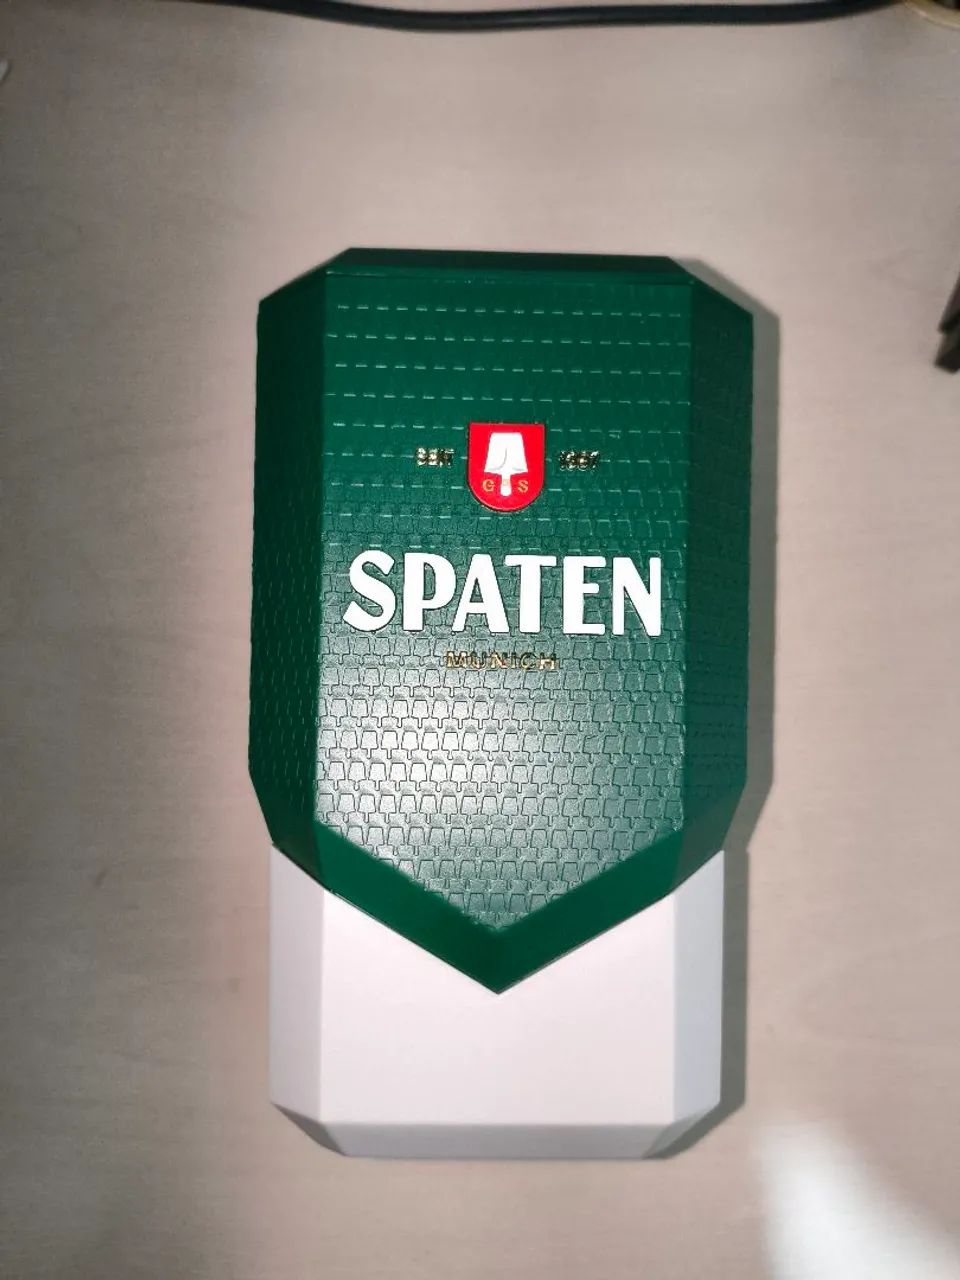 SEIT 1397
G S
SPATEN
MUNICH